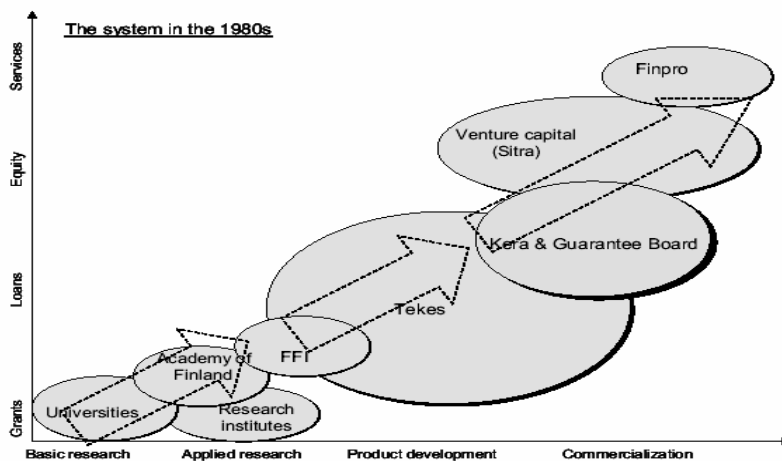 The system in the 1980s
Services
Equity
Loans
Grants
Finpro
Venture capital
(Sitra)
Kera & Guarantee Board
Tekes
FFI
Academy of
Finland
Universities
Research
institutes
Basic research
Applied research
Product development
Commercialization